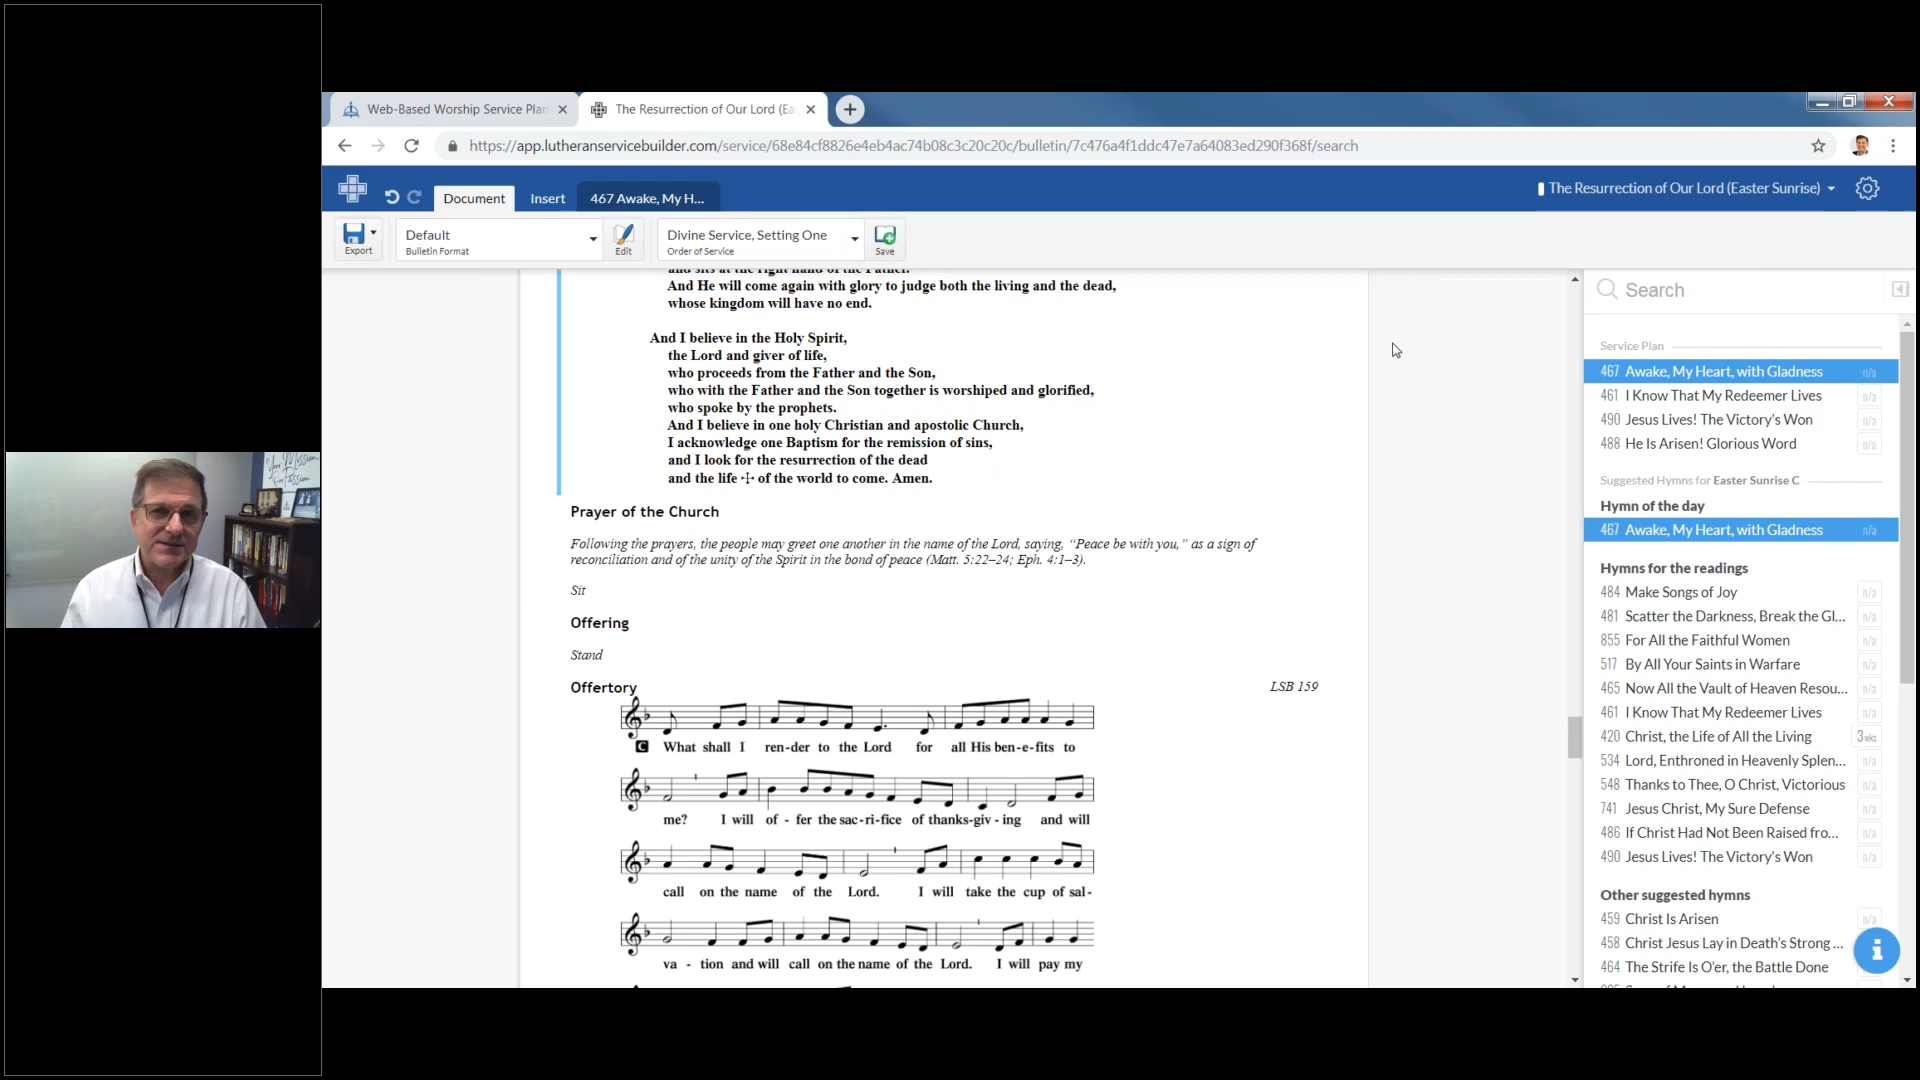 Web-Based Worship Service Plan
The Resurrection of Our Lord (Ea
https://app.lutheranservicebuilder.com/service/68e84cf8826e4eb4ac74b08c3c20c20c/bulletin/7c476a4f1ddc47e7a64083ed290f368f/search
Document
Insert
467 Awake, My H...
The Resurrection of Our Lord (Easter Sunrise)
Export
Default
Bulletin Format
Edit
Divine Service, Setting One
Order of Service
Save
and sits at the right hand of the Father.
And He will come again with glory to judge both the living and the dead,
whose kingdom will have no end.
And I believe in the Holy Spirit,
the Lord and giver of life,
who proceeds from the Father and the Son,
who with the Father and the Son together is worshiped and glorified,
who spoke by the prophets.
And I believe in one holy Christian and apostolic Church,
I acknowledge one Baptism for the remission of sins,
and I look for the resurrection of the dead
and the life ☩ of the world to come. Amen.
Prayer of the Church
Following the prayers, the people may greet one another in the name of the Lord, saying, “Peace be with you,” as a sign of
reconciliation and of the unity of the Spirit in the bond of peace (Matt. 5:22–24; Eph. 4:1–3).
Sit
Offering
Stand
Offertory
LSB 159
C What shall I ren-der to the Lord for all His ben-e-fits to
me? I will of - fer the sac-ri-fice of thanks-giv - ing and will
call on the name of the Lord. I will take the cup of sal-
va - tion and will call on the name of the Lord. I will pay my
Search
Service Plan
467 Awake, My Heart, with Gladness n/a
461 I Know That My Redeemer Lives n/a
490 Jesus Lives! The Victory’s Won n/a
488 He Is Arisen! Glorious Word n/a
Suggested Hymns for Easter Sunrise C
Hymn of the day
467 Awake, My Heart, with Gladness n/a
Hymns for the readings
484 Make Songs of Joy n/a
481 Scatter the Darkness, Break the Gl... n/a
855 For All the Faithful Women n/a
517 By All Your Saints in Warfare n/a
465 Now All the Vault of Heaven Resou... n/a
461 I Know That My Redeemer Lives n/a
420 Christ, the Life of All the Living 3wks
534 Lord, Enthroned in Heavenly Splen... n/a
548 Thanks to Thee, O Christ, Victorious n/a
741 Jesus Christ, My Sure Defense n/a
486 If Christ Had Not Been Raised fro... n/a
490 Jesus Lives! The Victory’s Won n/a
Other suggested hymns
459 Christ Is Arisen n/a
458 Christ Jesus Lay in Death’s Strong ...
464 The Strife Is O’er, the Battle Done